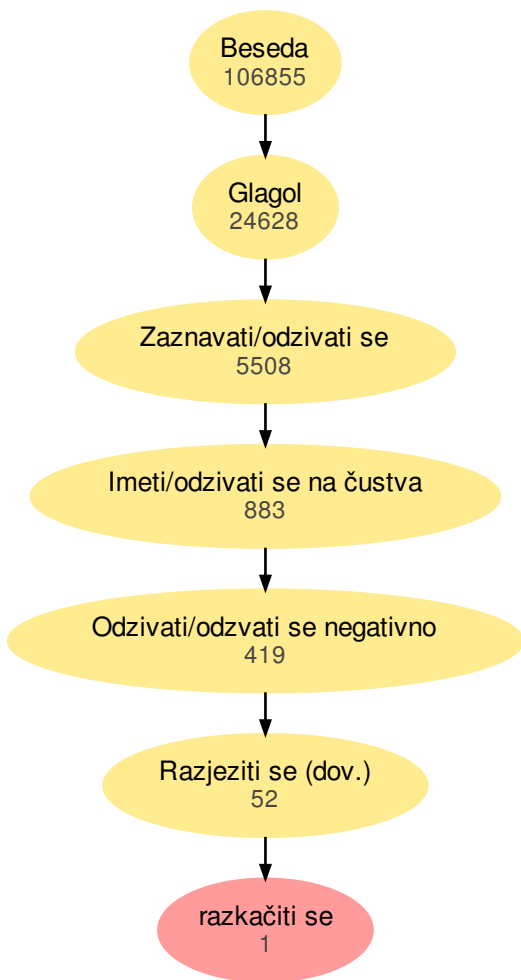 Beseda
106855
Glagol
24628
Zaznavati/odzivati se
5508
Imeti/odzivati se na čustva
883
Odzivati/odzvati se negativno
419
Razjeziti se (dov.)
52
razkačiti se
1